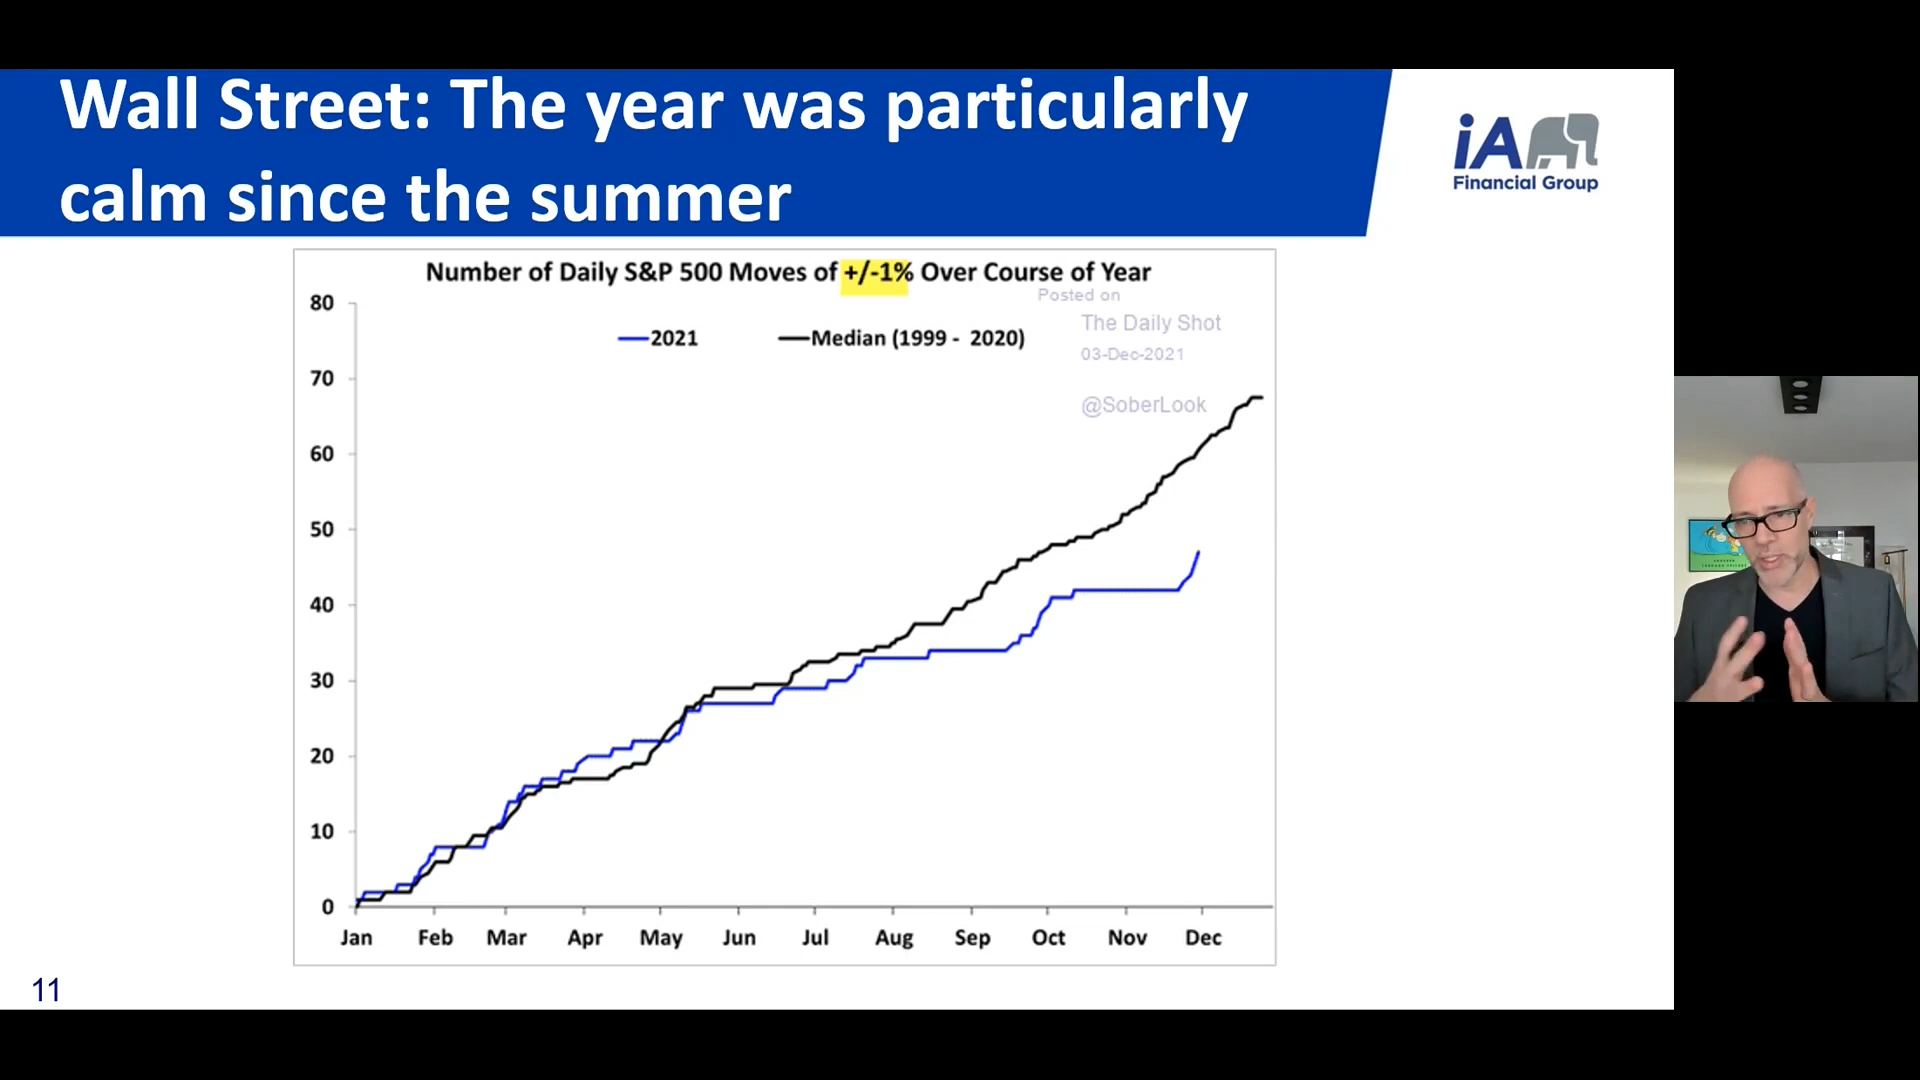 Wall Street: The year was particularly
calm since the summer
iA
Financial Group
Number of Daily S&P 500 Moves of +/-1% Over Course of Year
Posted on
The Daily Shot
03-Dec-2021
@SoberLook
2021
Median (1999 - 2020)
80
70
60
50
40
30
20
10
0
Jan Feb Mar Apr May Jun Jul Aug Sep Oct Nov Dec
11